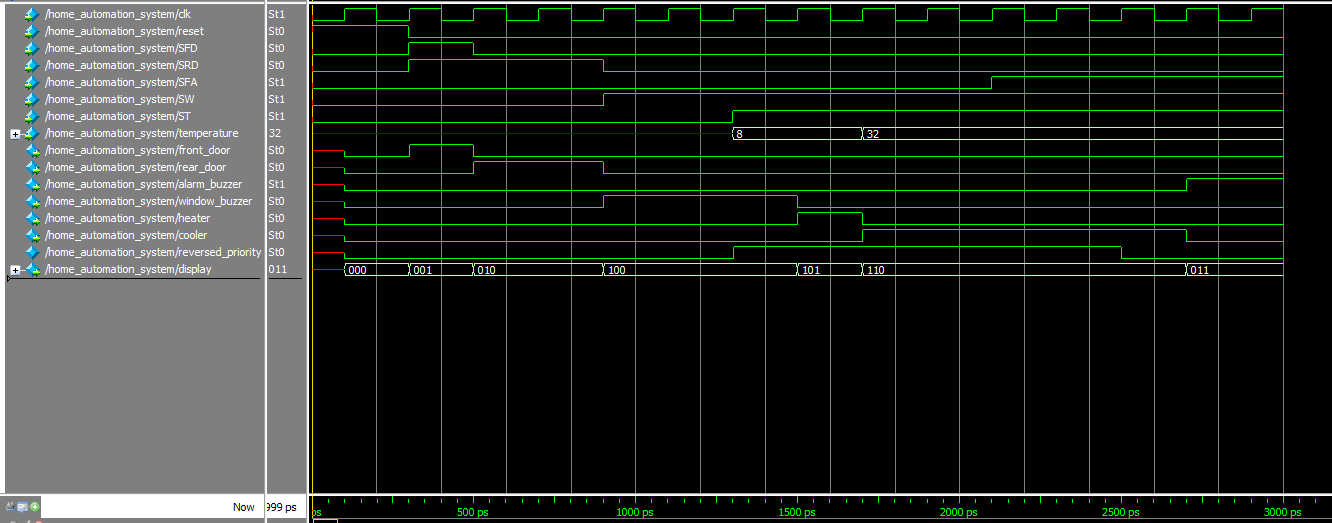 /home_automation_system/clk St1
/home_automation_system/reset St0
/home_automation_system/SFD St0
/home_automation_system/SRD St0
/home_automation_system/SFA St1
/home_automation_system/SW St1
/home_automation_system/ST St1
/home_automation_system/temperature 32 8 32
/home_automation_system/front_door St0
/home_automation_system/rear_door St0
/home_automation_system/alarm_buzzer St1
/home_automation_system/window_buzzer St0
/home_automation_system/heater St0
/home_automation_system/cooler St0
/home_automation_system/reversed_priority St0
/home_automation_system/display 011 000 001 010 100 101 110 011
Now 999 ps ps 500 ps 1000 ps 1500 ps 2000 ps 2500 ps 3000 ps